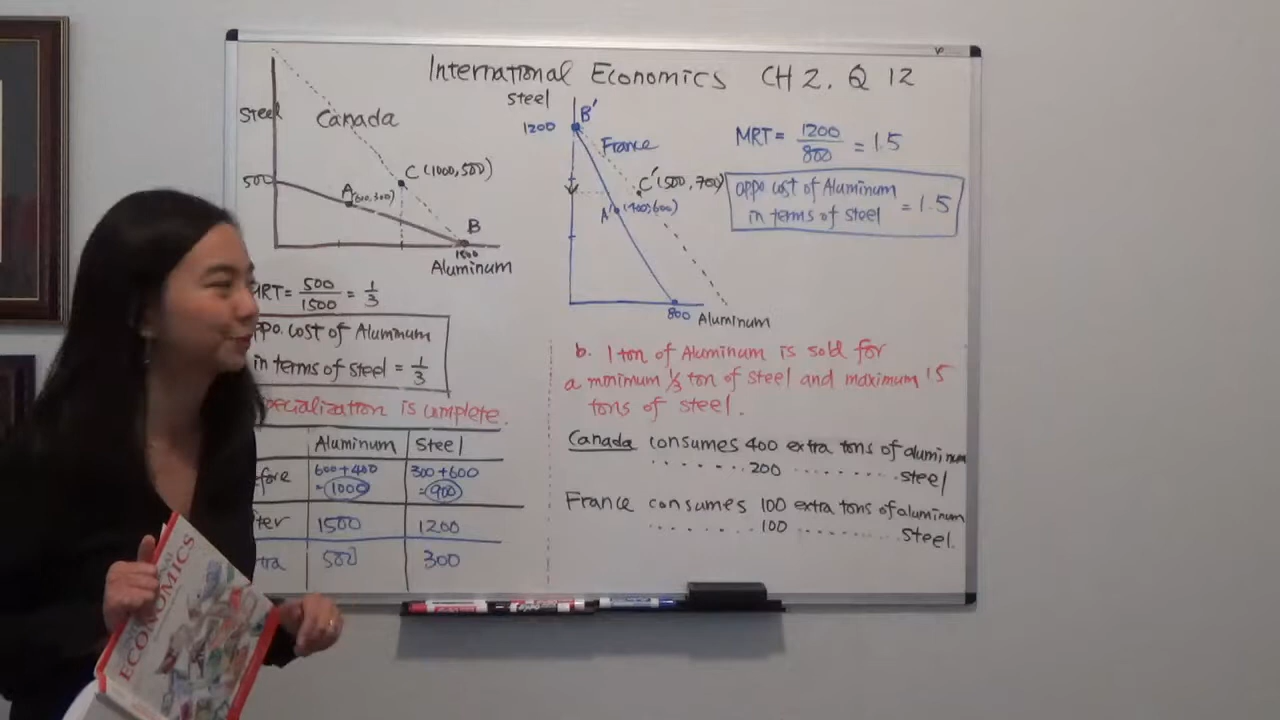 International Economics CH 2. Q 12
Steel
Canada
500
A (600,300)
C (1000,500)
B
1500
Aluminum
MRT = 500/1500 = 1/3
ppo. cost of Aluminum
in terms of steel = 1/3
pecialization is complete.
Aluminum Steel
fore 600+400 300+600
=1000 =900
ter 1500 1200
tra 500 300
Steel
1200
B'
France
C' (500,700)
A' (400,600)
800 Aluminum
MRT = 1200/800 = 1.5
oppo cost of Aluminum
in terms of steel = 1.5
b. 1 ton of Aluminum is sold for
a minimum 1/3 ton of steel and maximum 1.5
tons of steel.
Canada consumes 400 extra tons of aluminum
. . . . . . . 200 . . . . . . . . steel
France consumes 100 extra tons of aluminum
. . . . . . . 100 . . . . . . . . steel.
ECONOMICS